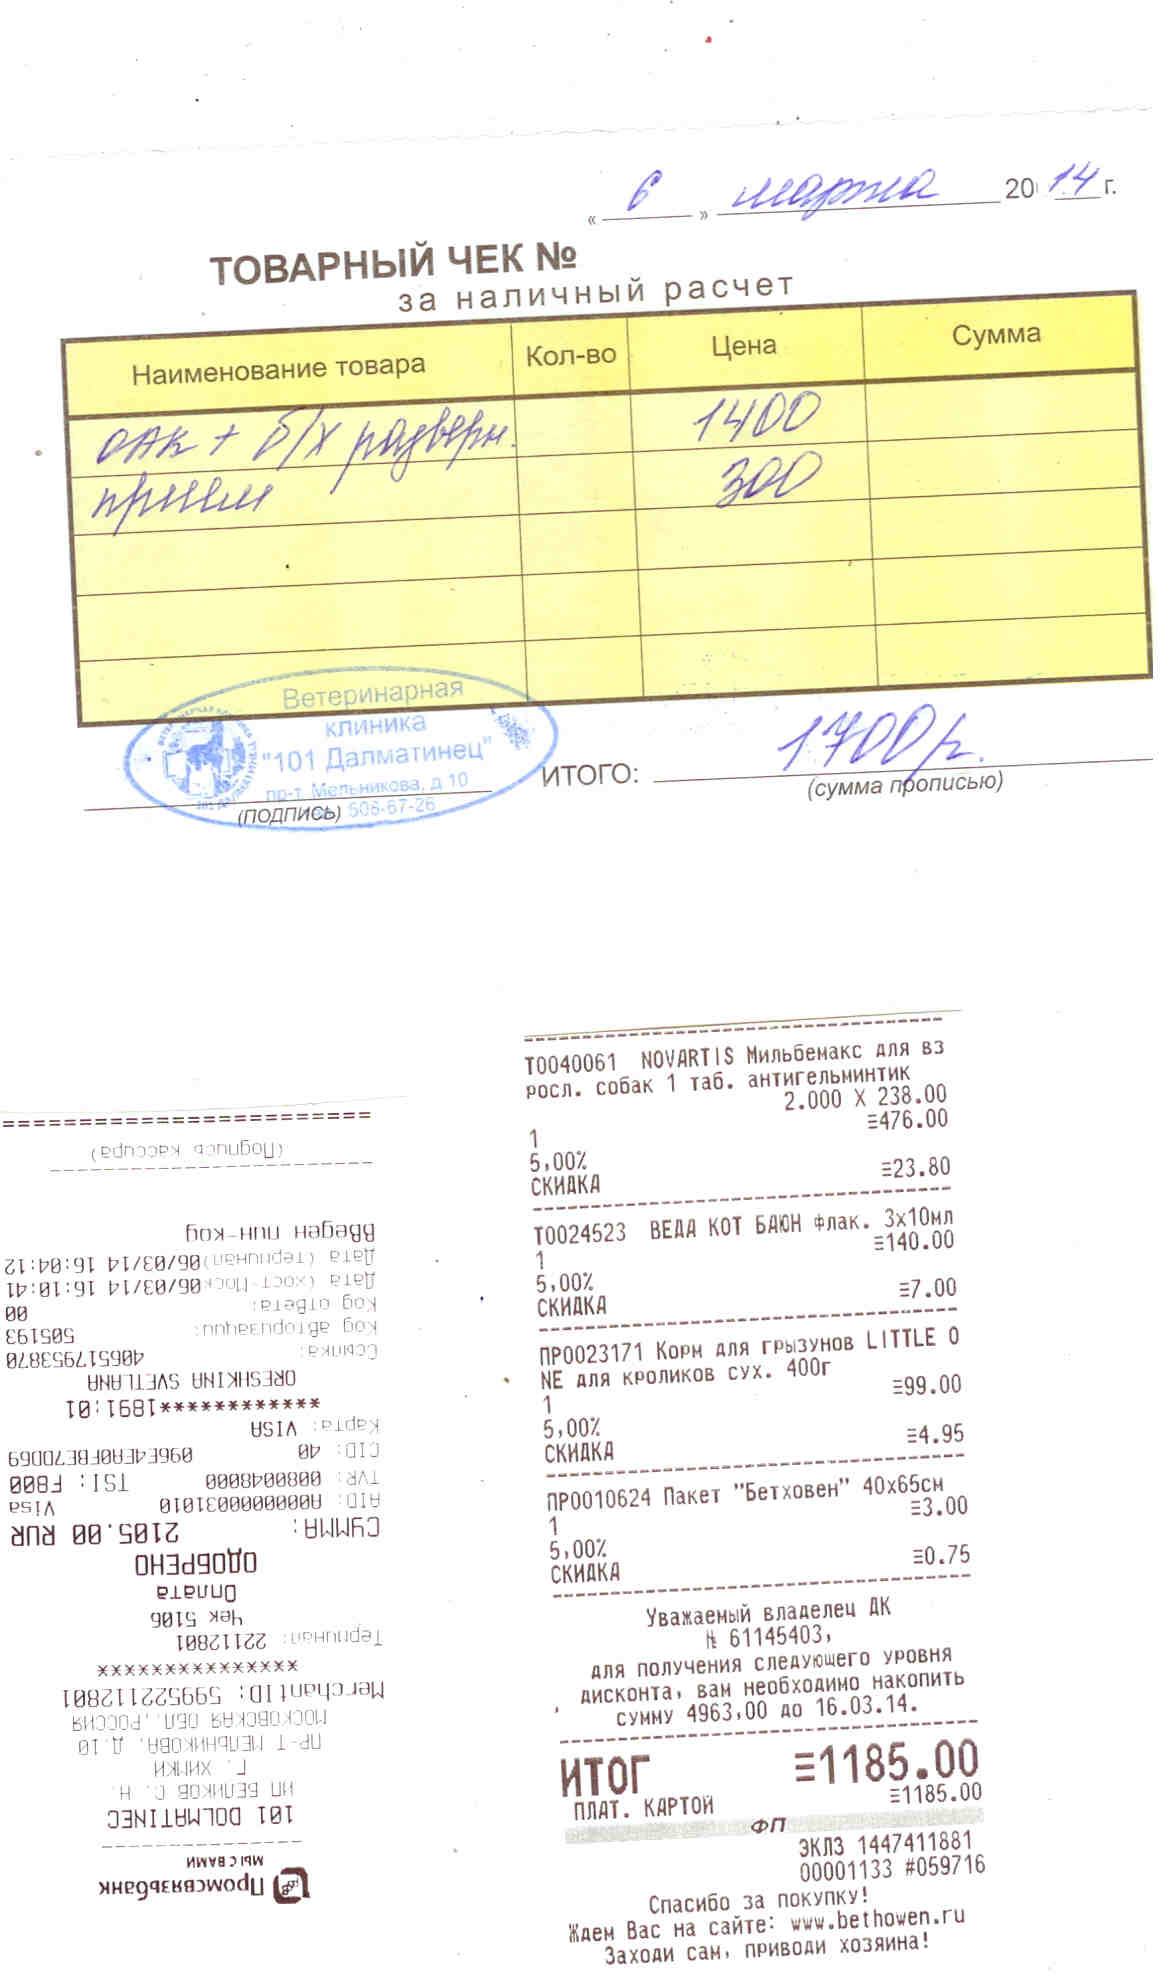 « 6 » марта 2014 г.
ТОВАРНЫЙ ЧЕК №
за наличный расчет
Наименование товара Кол-во Цена Сумма
ОАК + б/х разверн. 1400
прием 300
Ветеринарная
клиника
"101 Далматинец"
пр-т. Мельникова, д 10
508-67-26
(ПОДПИСЬ)
ИТОГО: 1700 р.
(сумма прописью)
Промсвязьбанк
МЫ С ВАМИ
101 DOLMATINEC
ИП ВЕЛИКОВ С. Н.
Г. ХИМКИ
ПР-Т МЕЛЬНИКОВА, Д.10
МОСКОВСКАЯ ОБЛ.,РОССИЯ
MerchantID: 599522112801
***************
Терминал: 22112801
Чек 5106
Оплата
ОДОБРЕНО
СУММА: 2105.00 RUR
AID: A0000000031010 Visa
TVR: 0080048000 TSI: F800
CID: 40 096E4EA0FBE7DD69
Карта: VISA
*************1891:01
ORESHKINA SVETLANA
Ссылка: 406517953870
Код авторизации: 505193
Код ответа: 00
Дата (хост-Моск 06/03/14 16:10:41
Дата (терминал)06/03/14 16:04:12
Введен пин-код
(Подпись кассира)
Т0040061 NOVARTIS Мильбемакс для вз
росл. собак 1 таб. антигельминтик
2.000 X 238.00
1 ≡476.00
5,00%
СКИДКА ≡23.80
Т0024523 ВЕДА КОТ БАЮН флак. 3х10мл
1 ≡140.00
5,00%
СКИДКА ≡7.00
ПР0023171 Корм для грызунов LITTLE O
NE для кроликов сух. 400г
1 ≡99.00
5,00%
СКИДКА ≡4.95
ПР0010624 Пакет "Бетховен" 40х65см
1 ≡3.00
5,00%
СКИДКА ≡0.75
Уважаемый владелец ДК
№ 61145403,
для получения следующего уровня
дисконта, вам необходимо накопить
сумму 4963,00 до 16.03.14.
ИТОГ ≡1185.00
ПЛАТ. КАРТОЙ ≡1185.00
ФП
ЭКЛЗ 1447411881
00001133 #059716
Спасибо за покупку!
Ждем Вас на сайте: www.bethowen.ru
Заходи сам, приводи хозяина!